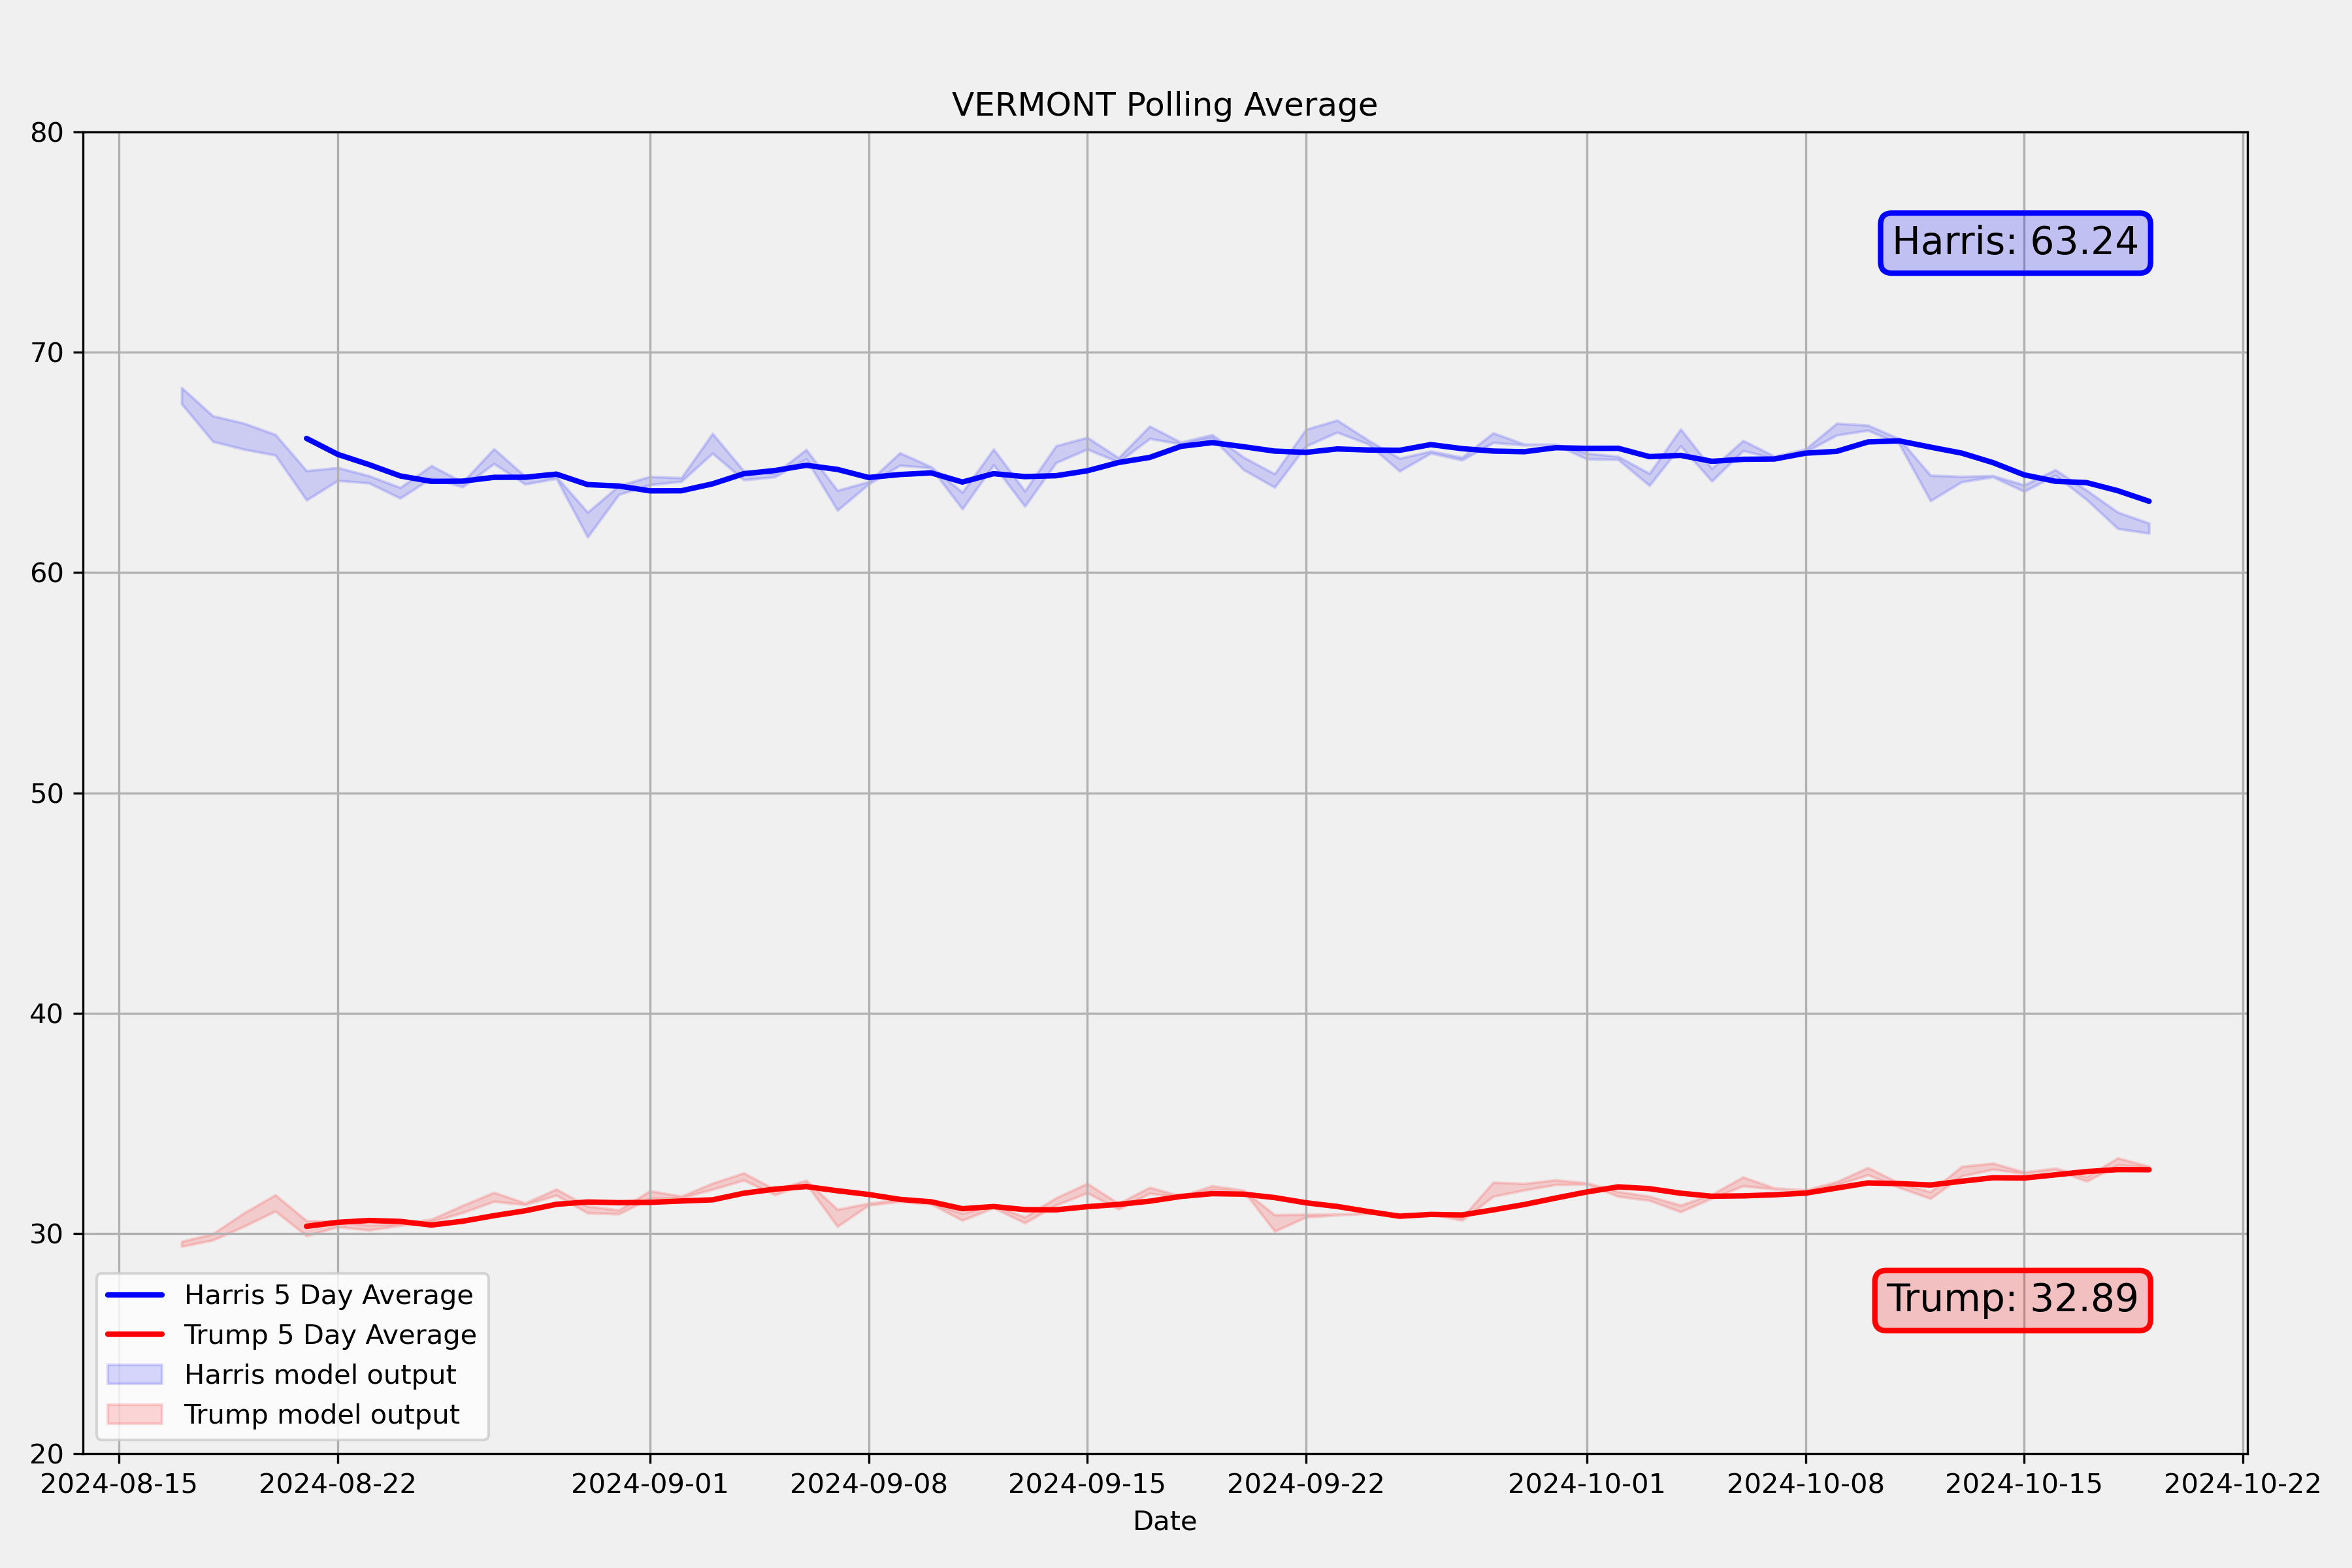 VERMONT Polling Average
80
70
60
50
40
30
20
Harris: 63.24
Trump: 32.89
Harris 5 Day Average
Trump 5 Day Average
Harris model output
Trump model output
2024-08-15 2024-08-22 2024-09-01 2024-09-08 2024-09-15 2024-09-22 2024-10-01 2024-10-08 2024-10-15 2024-10-22
Date